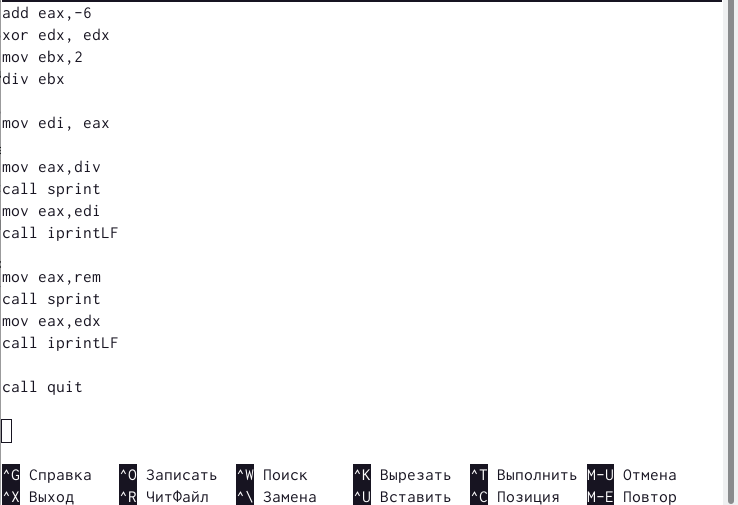 add eax,-6
xor edx, edx
mov ebx,2
div ebx
mov edi, eax
mov eax,div
call sprint
mov eax,edi
call iprintLF
mov eax,rem
call sprint
mov eax,edx
call iprintLF
call quit
^G Справка ^O Записать ^W Поиск ^K Вырезать ^T Выполнить M-U Отмена
^X Выход ^R ЧитФайл ^\ Замена ^U Вставить ^C Позиция M-E Повтор